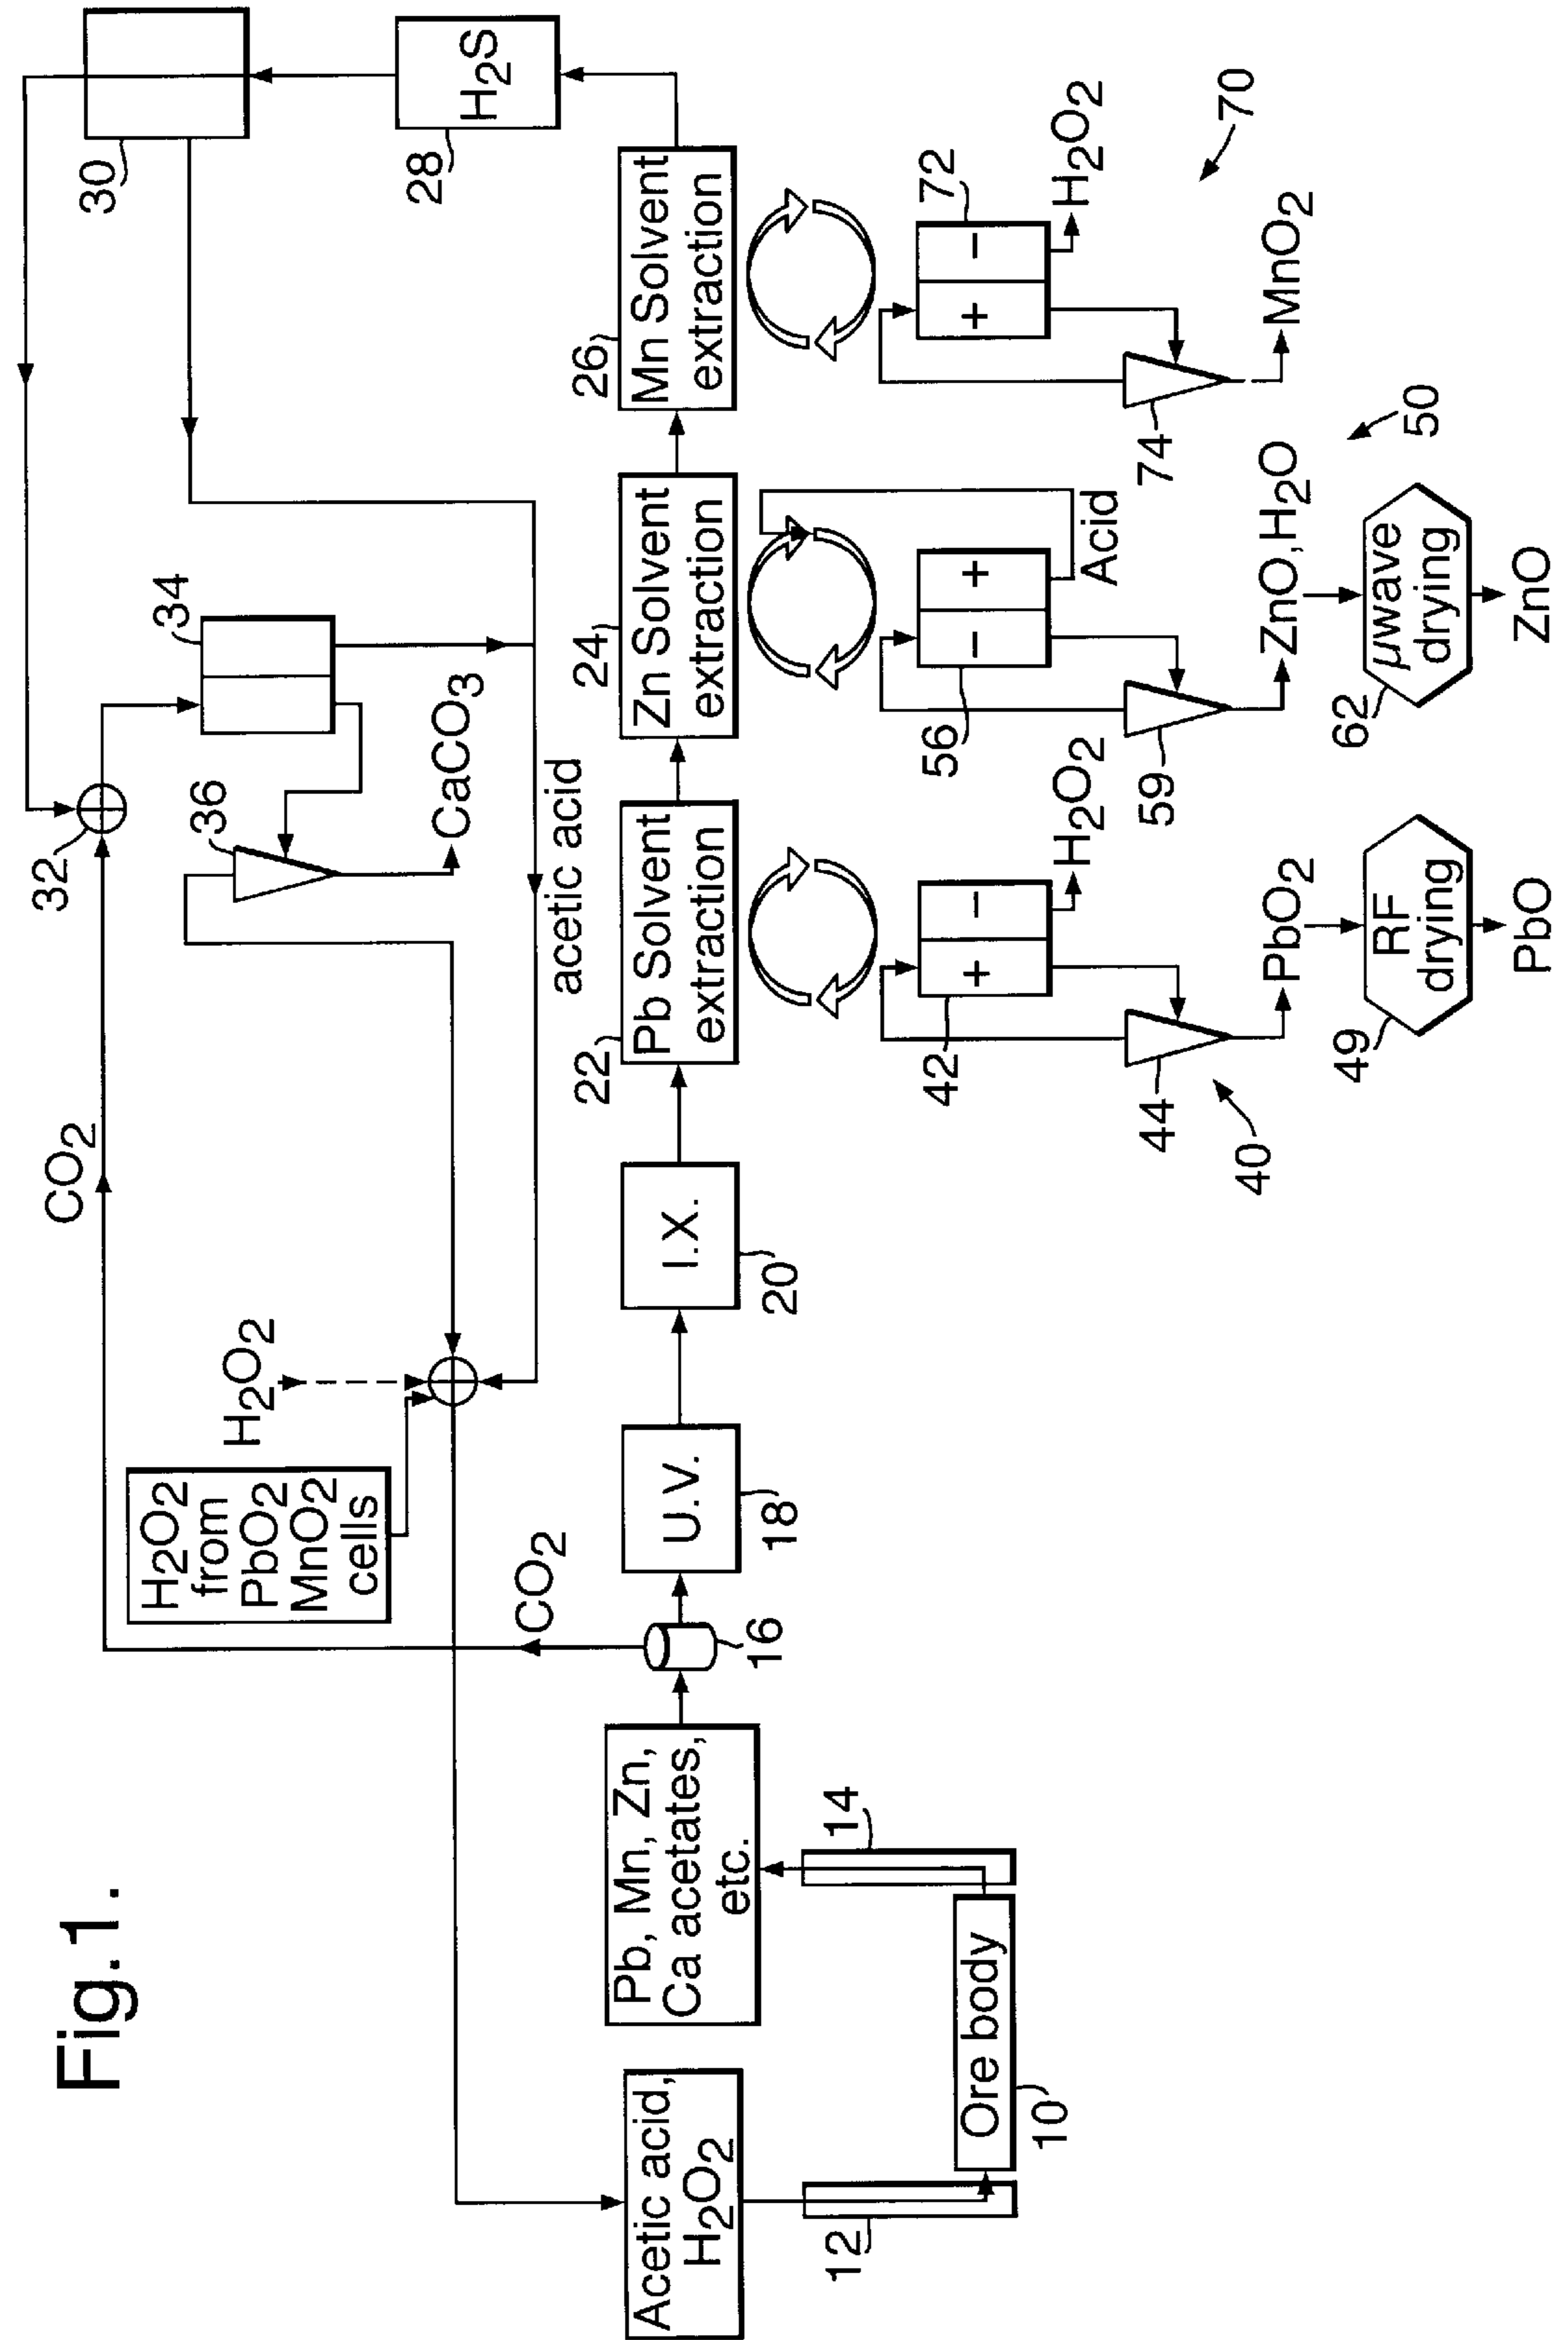 Fig.1.
CO2
32
30
H2O2
from
PbO2
MnO2
cells
H2O2
36
34
CaCO3
28
H2S
CO2
acetic acid
Acetic acid,
H2O2
Pb, Mn, Zn,
Ca acetates,
etc.
16
U.V.
18
I.X.
20
22
Pb Solvent
extraction
24
Zn Solvent
extraction
26
Mn Solvent
extraction
12
14
Ore body
10
42
+
−
H2O2
56
−
+
Acid
72
+
−
H2O2
44
40
59
74
70
PbO2
ZnO,H2O
MnO2
49
RF
drying
62
μwave
drying
50
PbO
ZnO